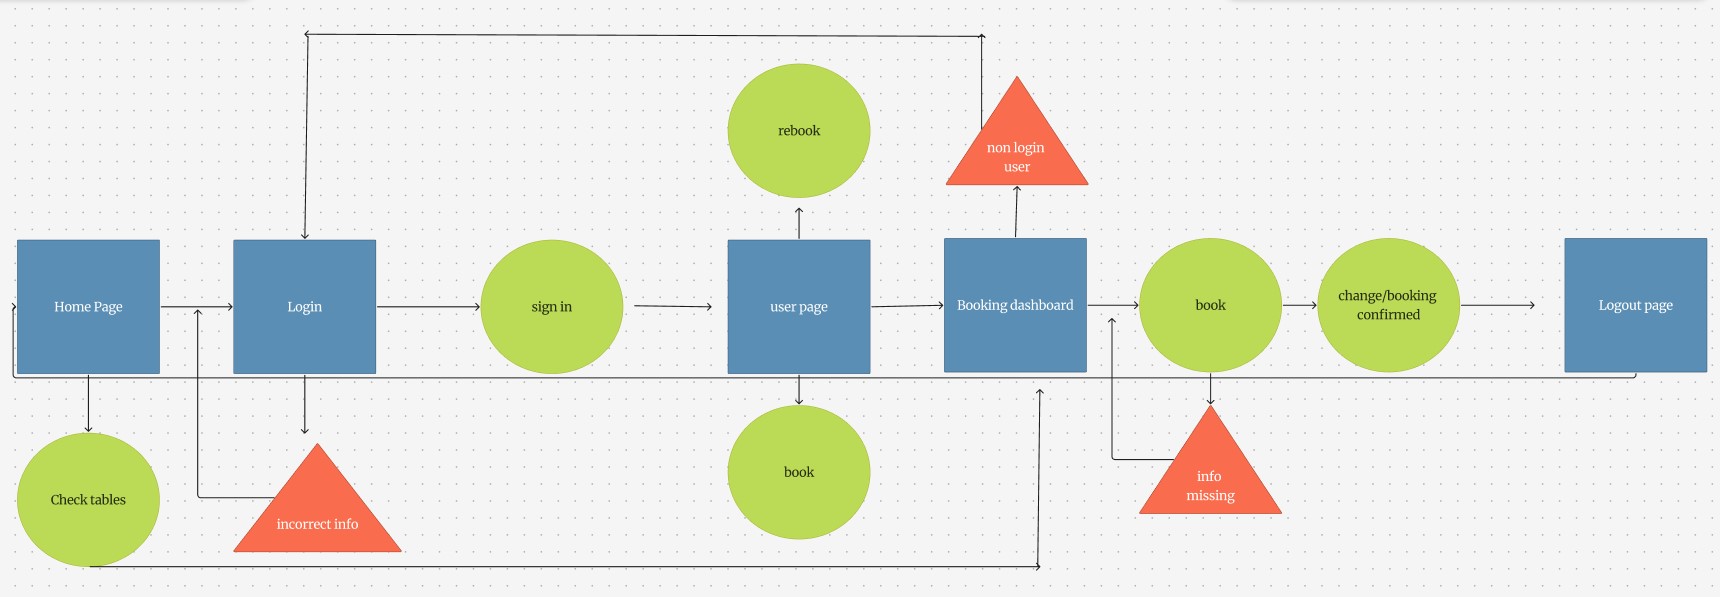 rebook
non login
user
Home Page
Login
sign in
user page
Booking dashboard
book
change/booking
confirmed
Logout page
Check tables
incorrect info
book
info
missing